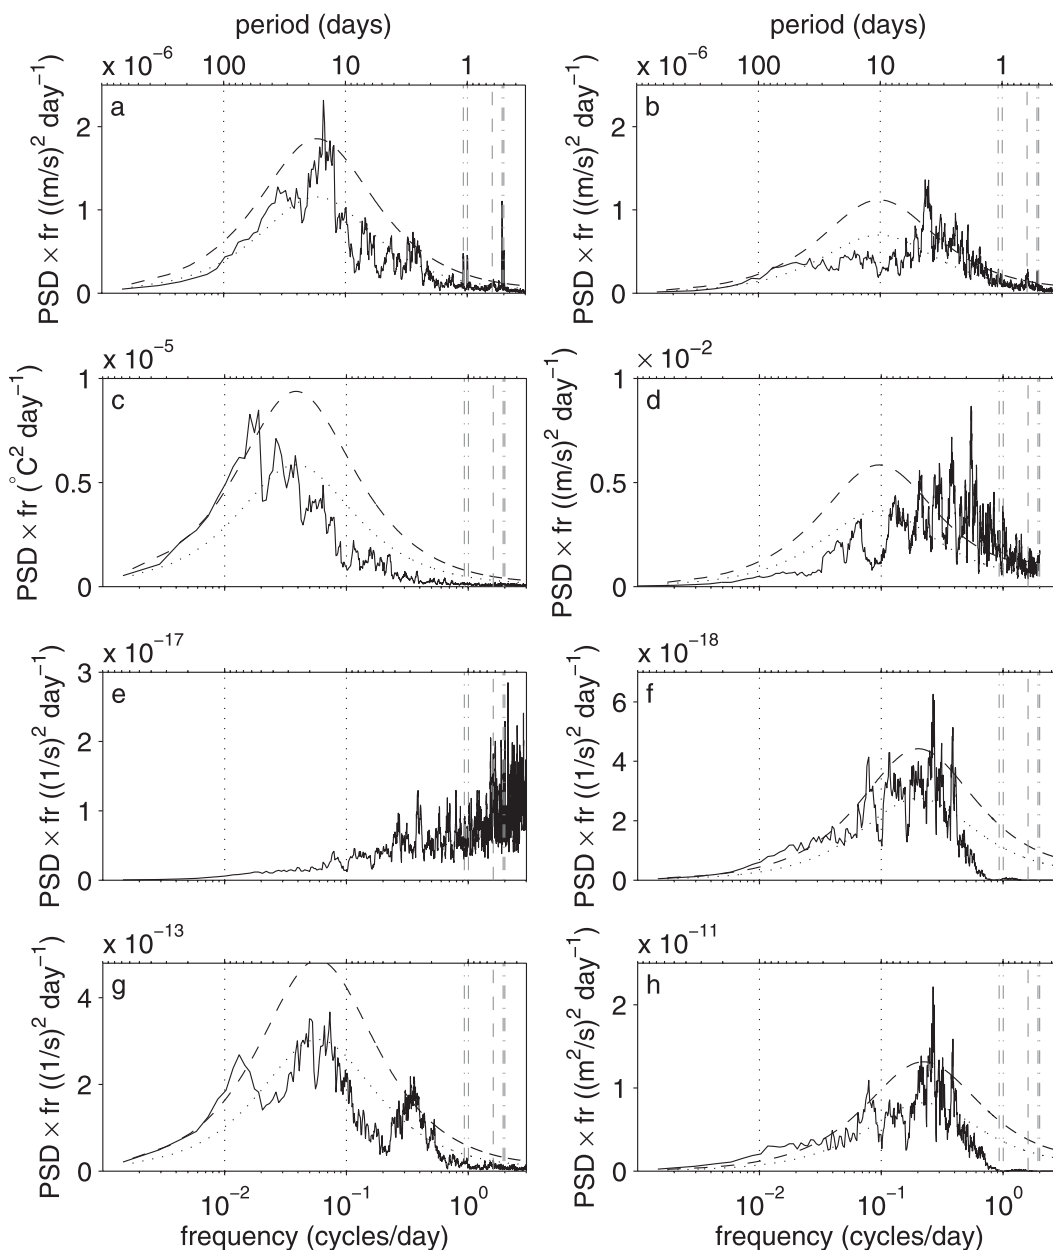 period (days)
period (days)
x 10⁻⁶ 100 10 1
x 10⁻⁶ 100 10 1
a
PSD × fr ((m/s)² day⁻¹)
2
1
0
b
PSD × fr ((m/s)² day⁻¹)
2
1
0
x 10⁻⁵
× 10⁻²
c
PSD × fr (°C² day⁻¹)
1
0.5
0
d
PSD × fr ((m/s)² day⁻¹)
1
0.5
0
x 10⁻¹⁷
x 10⁻¹⁸
e
PSD × fr ((1/s)² day⁻¹)
3
2
1
0
f
PSD × fr ((1/s)² day⁻¹)
6
4
2
0
x 10⁻¹³
x 10⁻¹¹
g
PSD × fr ((1/s)² day⁻¹)
4
2
0
h
PSD × fr ((m²/s)² day⁻¹)
2
1
0
10⁻² 10⁻¹ 10⁰
10⁻² 10⁻¹ 10⁰
frequency (cycles/day)
frequency (cycles/day)